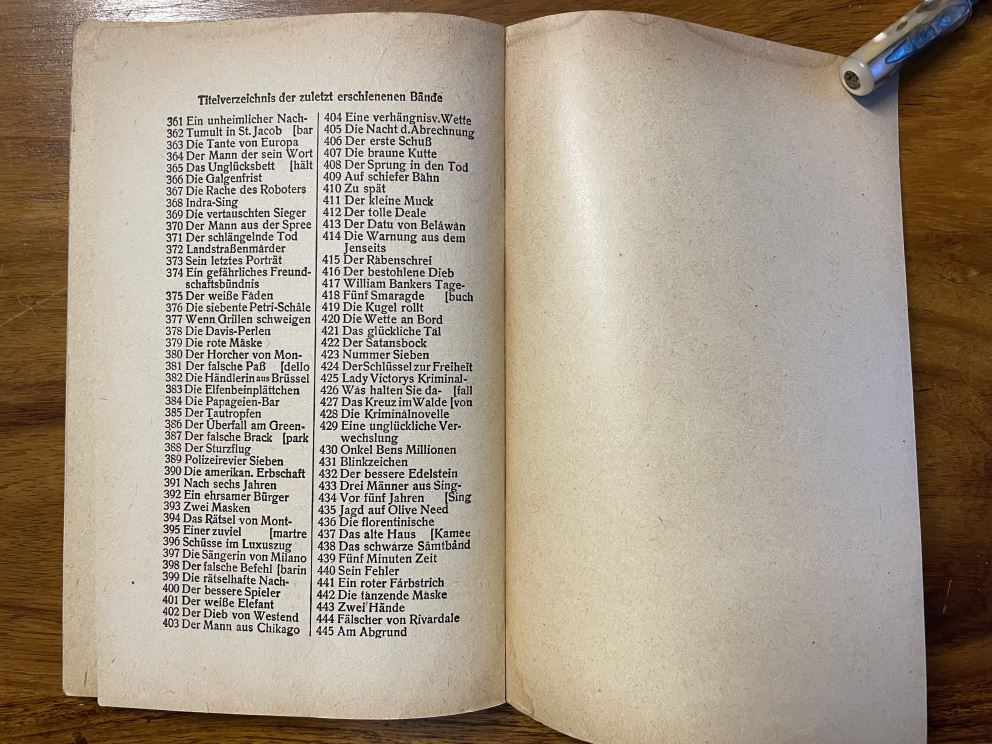 Titelverzeichnis der zuletzt erschienenen Bände
361 Ein unheimlicher Nach-
362 Tumult in St. Jacob [bar
363 Die Tante von Europa
364 Der Mann der sein Wort
365 Das Unglücksbett [hält
366 Die Galgenfrist
367 Die Rache des Roboters
368 Indra-Sing
369 Die vertauschten Sieger
370 Der Mann aus der Spree
371 Der schlängelnde Tod
372 Landstraßenmarder
373 Sein letztes Porträt
374 Ein gefährliches Freund-
schaftsbündnis
375 Der weiße Faden
376 Die siebente Petri-Schale
377 Wenn Grillen schweigen
378 Die Davis-Perlen
379 Die rote Maske
380 Der Horcher von Mon-
381 Der falsche Paß [dello
382 Die Händlerin aus Brüssel
383 Die Elfenbeinplättchen
384 Die Papageien-Bar
385 Der Tautropfen
386 Der Überfall am Green-
387 Der falsche Brack [park
388 Der Sturzflug
389 Polizeirevier Sieben
390 Die amerikan. Erbschaft
391 Nach sechs Jahren
392 Ein ehrsamer Bürger
393 Zwei Masken
394 Das Rätsel von Mont-
395 Einer zuviel [martre
396 Schüsse im Luxuszug
397 Die Sängerin von Milano
398 Der falsche Befehl [barin
399 Die rätselhafte Nach-
400 Der bessere Spieler
401 Der weiße Elefant
402 Der Dieb von Westend
403 Der Mann aus Chikago
404 Eine verhängnisv. Wette
405 Die Nacht d. Abrechnung
406 Der erste Schuß
407 Die braune Kutte
408 Der Sprung in den Tod
409 Auf schiefer Bahn
410 Zu spät
411 Der kleine Muck
412 Der tolle Deale
413 Der Datu von Belawan
414 Die Warnung aus dem
Jenseits
415 Der Rabenschrei
416 Der bestohlene Dieb
417 William Bankers Tage-
418 Fünf Smaragde [buch
419 Die Kugel rollt
420 Die Wette an Bord
421 Das glückliche Tal
422 Der Satansbock
423 Nummer Sieben
424 Der Schlüssel zur Freiheit
425 Lady Victorys Kriminal-
426 Was halten Sie da- [fall
427 Das Kreuz im Walde [von
428 Die Kriminalnovelle
429 Eine unglückliche Ver-
wechslung
430 Onkel Bens Millionen
431 Blinkzeichen
432 Der bessere Edelstein
433 Drei Männer aus Sing-
434 Vor fünf Jahren [Sing
435 Jagd auf Olive Need
436 Die florentinische
437 Das alte Haus [Kamee
438 Das schwarze Samtband
439 Fünf Minuten Zeit
440 Sein Fehler
441 Ein roter Farbstrich
442 Die tanzende Maske
443 Zwei Hände
444 Fälscher von Rivardale
445 Am Abgrund